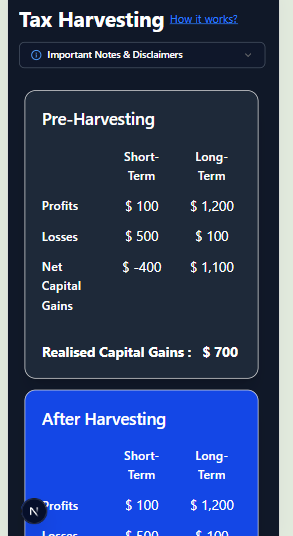 Tax Harvesting How it works?
Important Notes & Disclaimers
Pre-Harvesting
Short-Term Long-Term
Profits $ 100 $ 1,200
Losses $ 500 $ 100
Net Capital Gains $ -400 $ 1,100
Realised Capital Gains : $ 700
After Harvesting
Short-Term Long-Term
N Profits $ 100 $ 1,200
Losses $ 500 $ 100